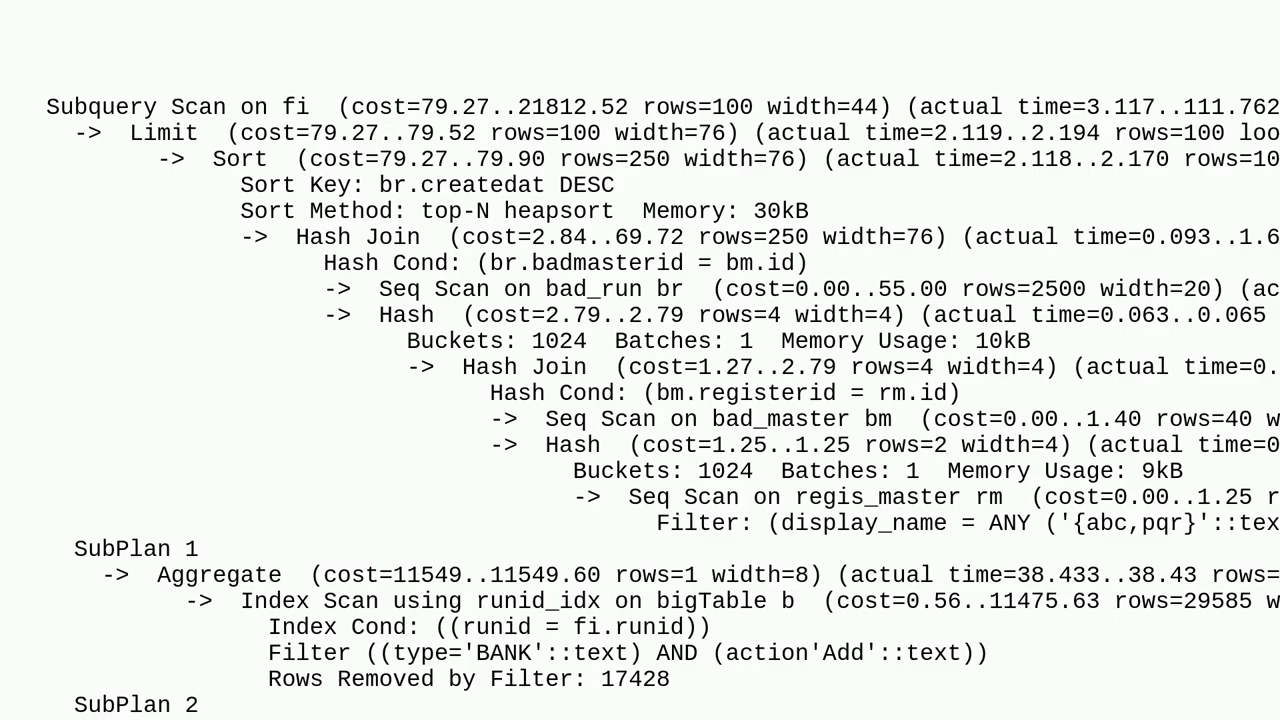 Subquery Scan on fi  (cost=79.27..21812.52 rows=100 width=44) (actual time=3.117..111.762
->  Limit  (cost=79.27..79.52 rows=100 width=76) (actual time=2.119..2.194 rows=100 loo
->  Sort  (cost=79.27..79.90 rows=250 width=76) (actual time=2.118..2.170 rows=10
Sort Key: br.createdat DESC
Sort Method: top-N heapsort  Memory: 30kB
->  Hash Join  (cost=2.84..69.72 rows=250 width=76) (actual time=0.093..1.6
Hash Cond: (br.badmasterid = bm.id)
->  Seq Scan on bad_run br  (cost=0.00..55.00 rows=2500 width=20) (ac
->  Hash  (cost=2.79..2.79 rows=4 width=4) (actual time=0.063..0.065
Buckets: 1024  Batches: 1  Memory Usage: 10kB
->  Hash Join  (cost=1.27..2.79 rows=4 width=4) (actual time=0.
Hash Cond: (bm.registerid = rm.id)
->  Seq Scan on bad_master bm  (cost=0.00..1.40 rows=40 w
->  Hash  (cost=1.25..1.25 rows=2 width=4) (actual time=0
Buckets: 1024  Batches: 1  Memory Usage: 9kB
->  Seq Scan on regis_master rm  (cost=0.00..1.25 r
Filter: (display_name = ANY ('{abc,pqr}'::tex
SubPlan 1
->  Aggregate  (cost=11549..11549.60 rows=1 width=8) (actual time=38.433..38.43 rows=
->  Index Scan using runid_idx on bigTable b  (cost=0.56..11475.63 rows=29585 w
Index Cond: ((runid = fi.runid))
Filter ((type='BANK'::text) AND (action'Add'::text))
Rows Removed by Filter: 17428
SubPlan 2